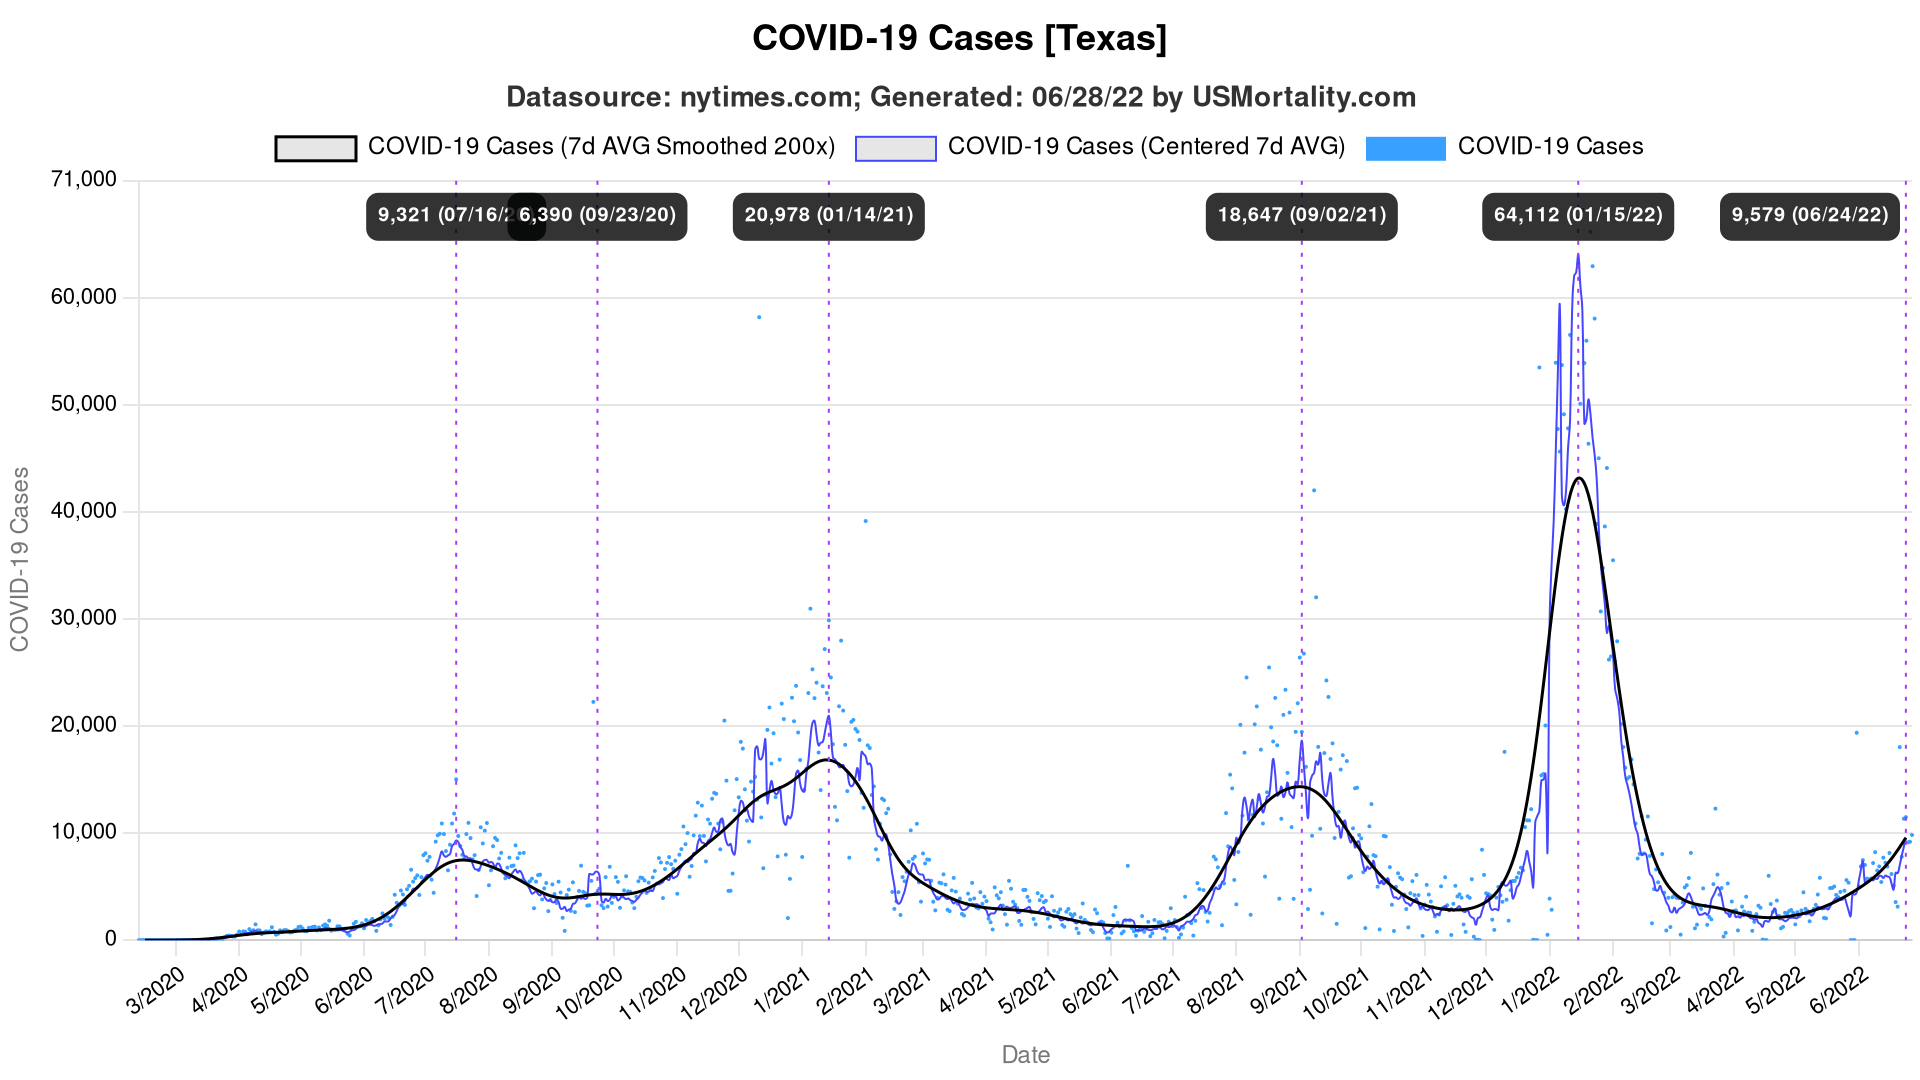 COVID-19 Cases [Texas]
Datasource: nytimes.com; Generated: 06/28/22 by USMortality.com
COVID-19 Cases (7d AVG Smoothed 200x) COVID-19 Cases (Centered 7d AVG) COVID-19 Cases
71,000
9,321 (07/16/ 6,390 (09/23/20) 20,978 (01/14/21) 18,647 (09/02/21) 64,112 (01/15/22) 9,579 (06/24/22)
60,000
50,000
40,000
30,000
20,000
10,000
0
COVID-19 Cases
3/2020 4/2020 5/2020 6/2020 7/2020 8/2020 9/2020 10/2020 11/2020 12/2020 1/2021 2/2021 3/2021 4/2021 5/2021 6/2021 7/2021 8/2021 9/2021 10/2021 11/2021 12/2021 1/2022 2/2022 3/2022 4/2022 5/2022 6/2022
Date